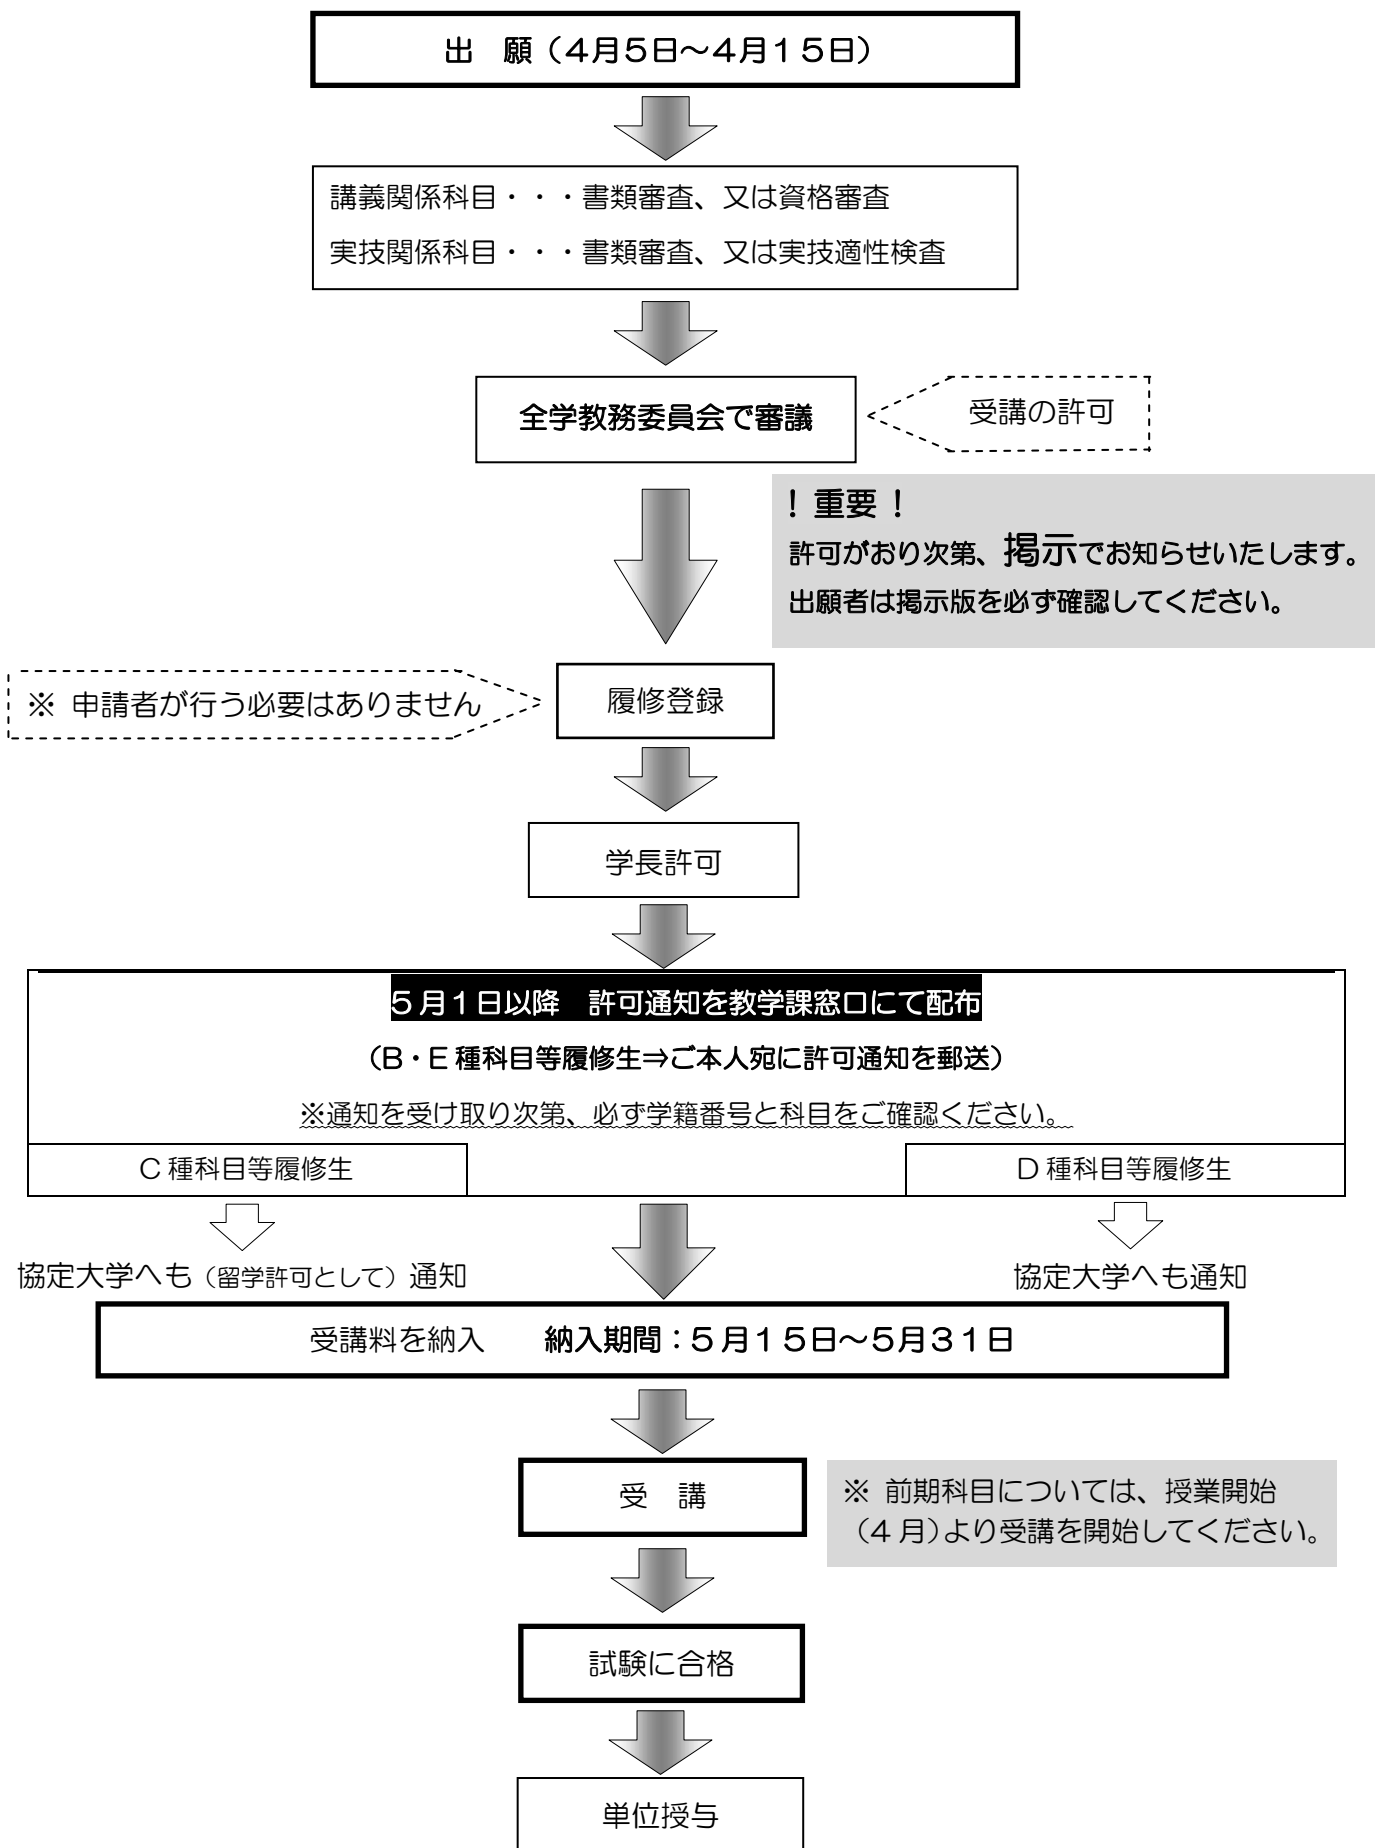 出　願（４月５日～４月１５日）
講義関係科目・・・書類審査、又は資格審査
実技関係科目・・・書類審査、又は実技適性検査
全学教務委員会で審議
受講の許可
！重要！
許可がおり次第、掲示でお知らせいたします。
出願者は掲示版を必ず確認してください。
※ 申請者が行う必要はありません
履修登録
学長許可
５月１日以降　許可通知を教学課窓口にて配布
（B・E 種科目等履修生⇒ご本人宛に許可通知を郵送）
※通知を受け取り次第、必ず学籍番号と科目をご確認ください。
C 種科目等履修生
D 種科目等履修生
協定大学へも（留学許可として）通知
協定大学へも通知
受講料を納入　　納入期間：５月１５日～５月３１日
受　講
※ 前期科目については、授業開始
（４月）より受講を開始してください。
試験に合格
単位授与